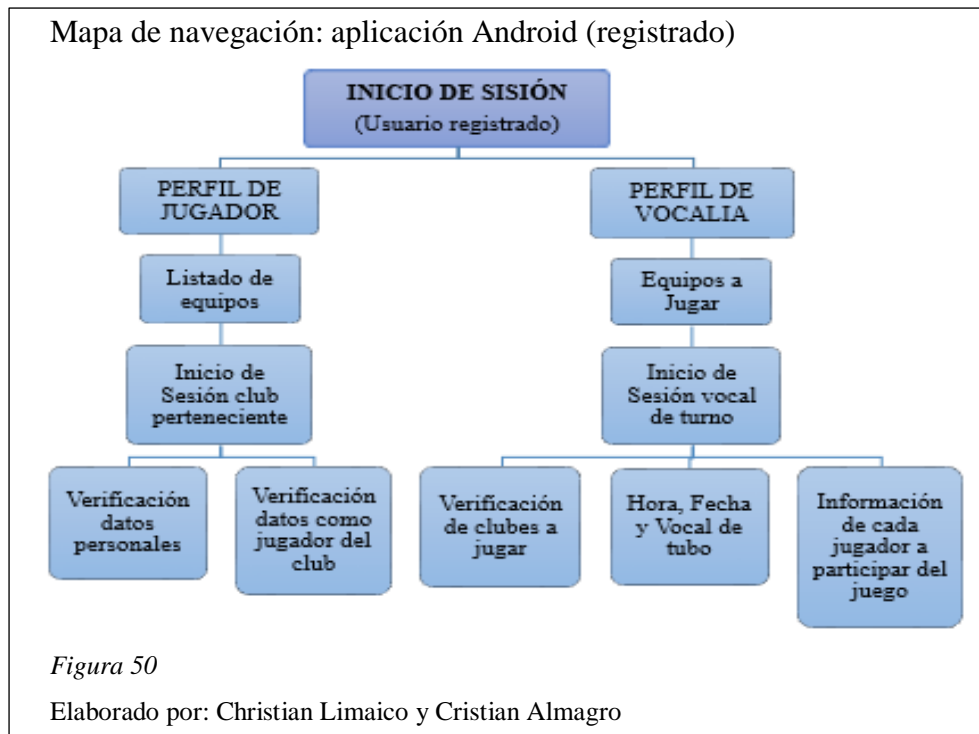 Mapa de navegación: aplicación Android (registrado)
INICIO DE SISIÓN
(Usuario registrado)
PERFIL DE
JUGADOR
PERFIL DE
VOCALIA
Listado de
equipos
Equipos a
Jugar
Inicio de
Sesión club
perteneciente
Inicio de
Sesión vocal
de turno
Verificación
datos
personales
Verificación
datos como
jugador del
club
Verificación
de clubes a
jugar
Hora, Fecha
y Vocal de
tubo
Información
de cada
jugador a
participar del
juego
Figura 50
Elaborado por: Christian Limaico y Cristian Almagro